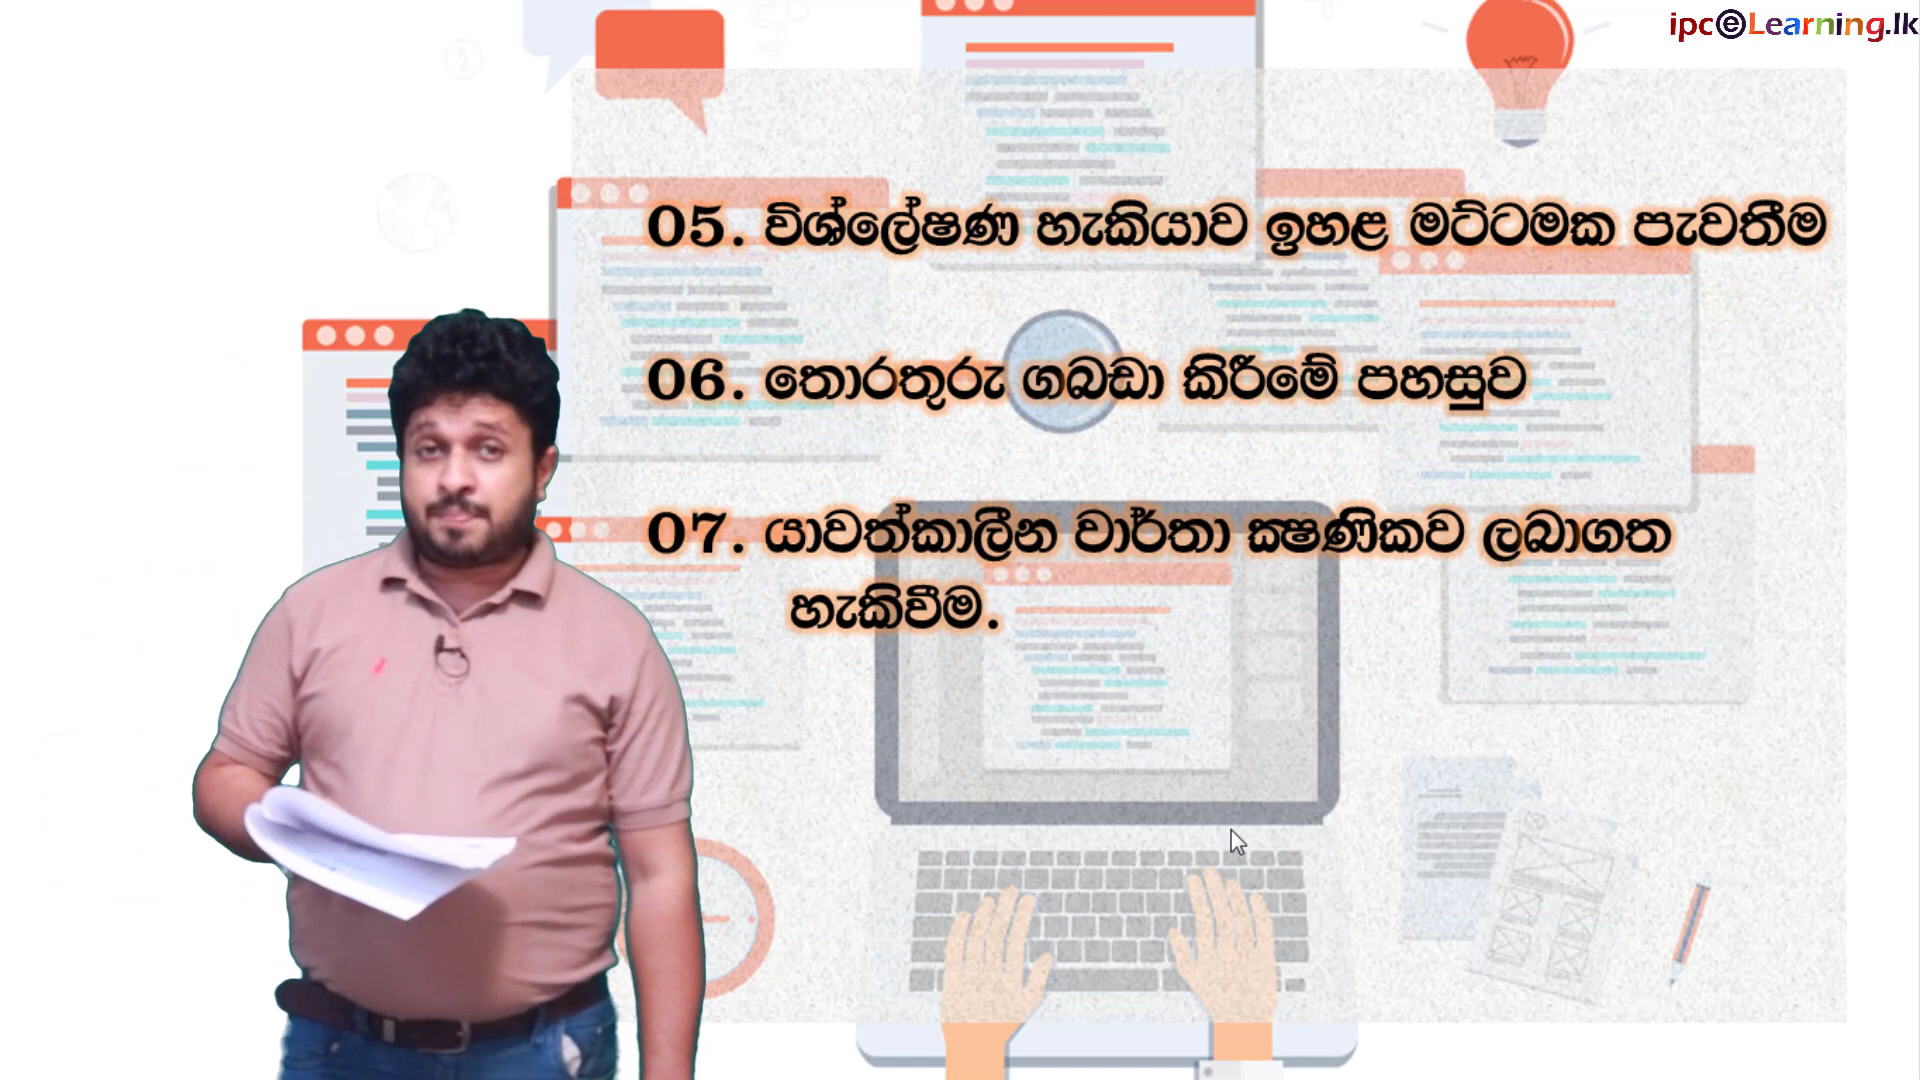 ipc@Learning.lk
05. විශ්ලේෂණ හැකියාව ඉහළ මට්ටමක පැවතීම
06. තොරතුරු ගබඩා කිරීමේ පහසුව
07. යාවත්කාලීන වාර්තා ක්‍ෂණිකව ලබාගත
හැකිවීම.